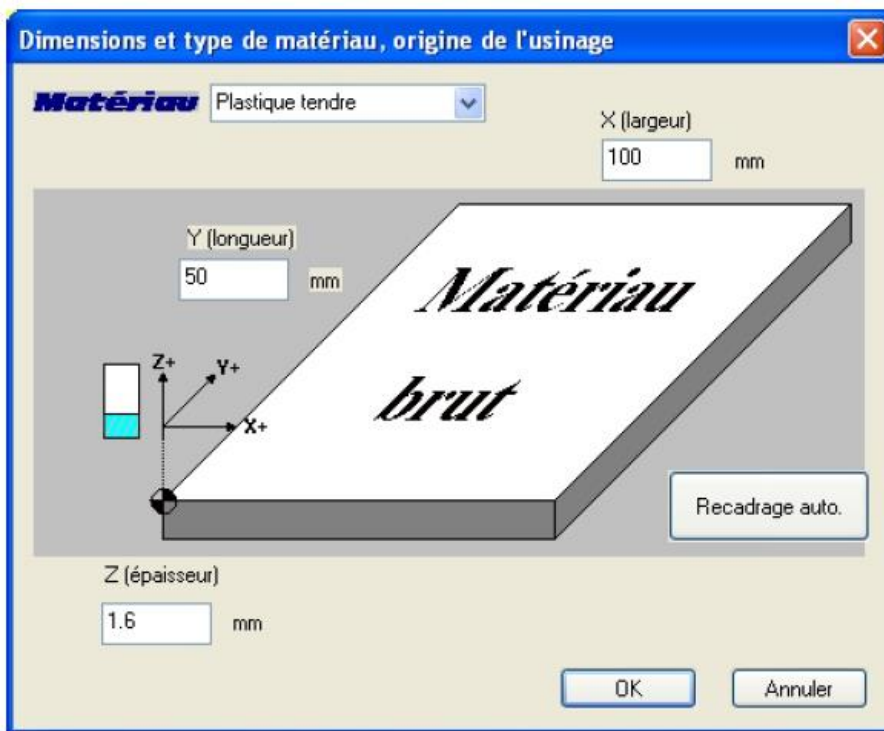 Dimensions et type de matériau, origine de l'usinage
Matériau
Plastique tendre
X (largeur)
100
mm
Y (longueur)
50
mm
Matériau
brut
Z+
Y+
X+
Recadrage auto.
Z (épaisseur)
1.6
mm
OK
Annuler